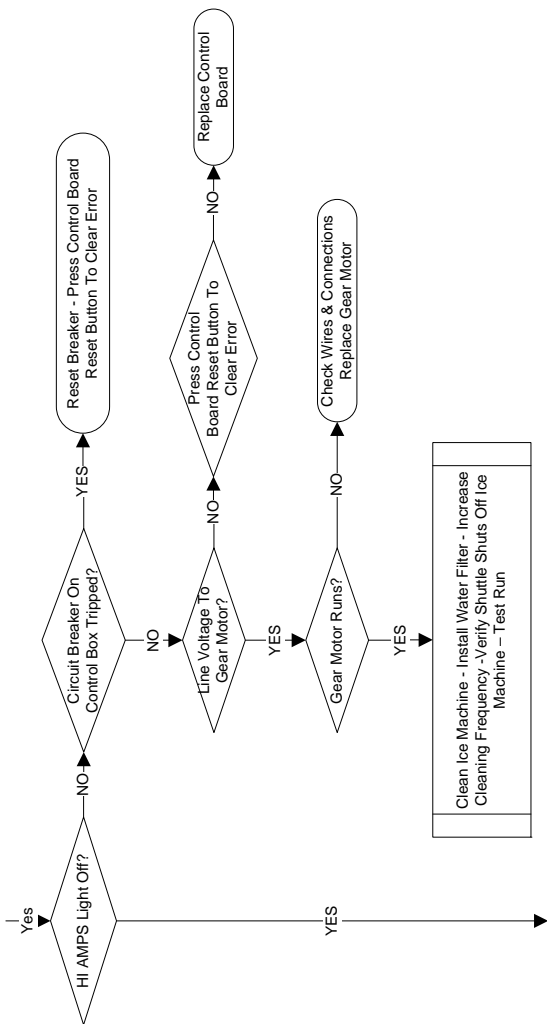 Yes
HI AMPS Light Off?
NO
YES
Circuit Breaker On
Control Box Tripped?
YES
Reset Breaker - Press Control Board
Reset Button To Clear Error
NO
Line Voltage To
Gear Motor?
NO
Press Control
Board Reset Button To
Clear Error
NO
Replace Control
Board
YES
Gear Motor Runs?
NO
Check Wires & Connections
Replace Gear Motor
YES
Clean Ice Machine - Install Water Filter - Increase
Cleaning Frequency -Verify Shuttle Shuts Off Ice
Machine – Test Run